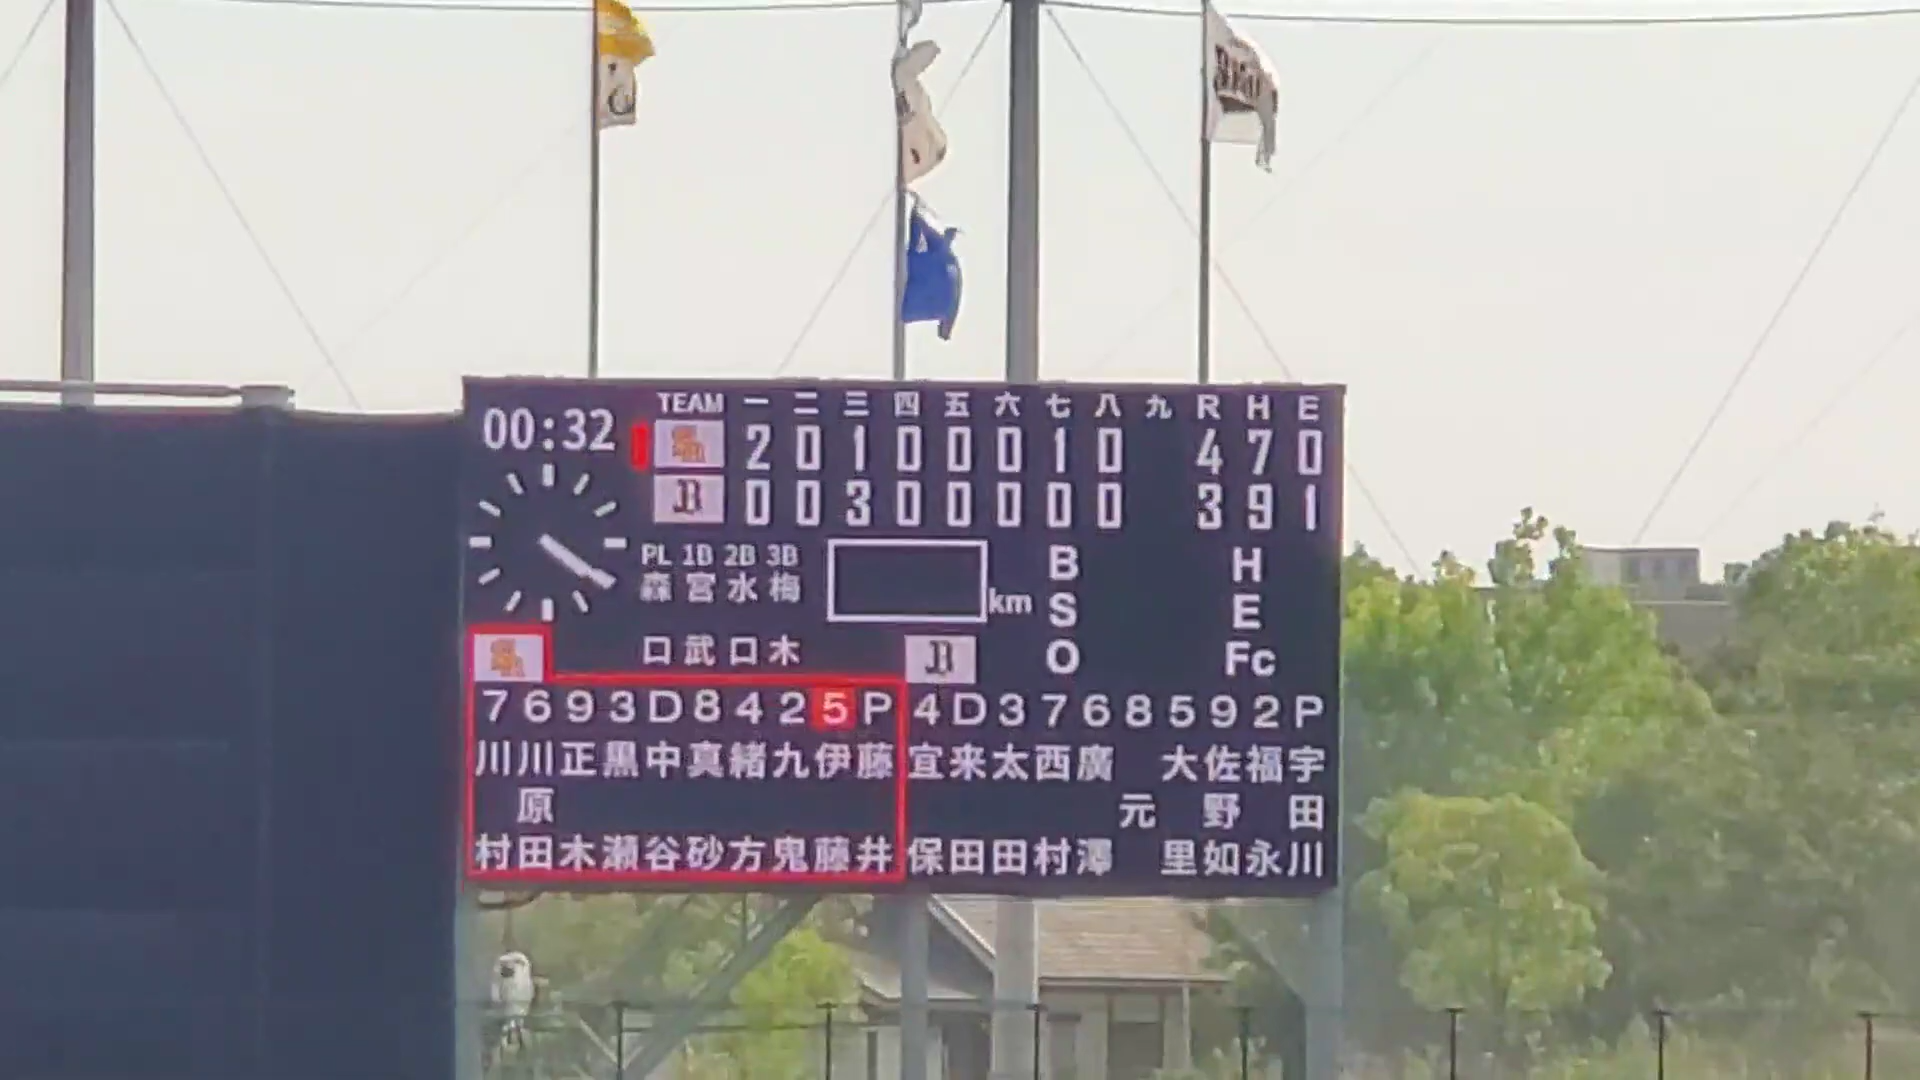 00:32
TEAM 一 二 三 四 五 六 七 八 九 R H E
2 0 1 0 0 0 1 0 4 7 0
B 0 0 3 0 0 0 0 0 3 9 1
PL 1B 2B 3B
森口 宮武 水口 梅木
km
B
S
O
H
E
Fc
B
7 6 9 3 D 8 4 2 5 P
川村 川原田 正木 黒瀬 中谷 真砂 緒方 九鬼 伊藤 藤井
4 D 3 7 6 8 5 9 2 P
宜保 来田 太田 西村 廣澤 元 大里 佐野如 福永 宇田川